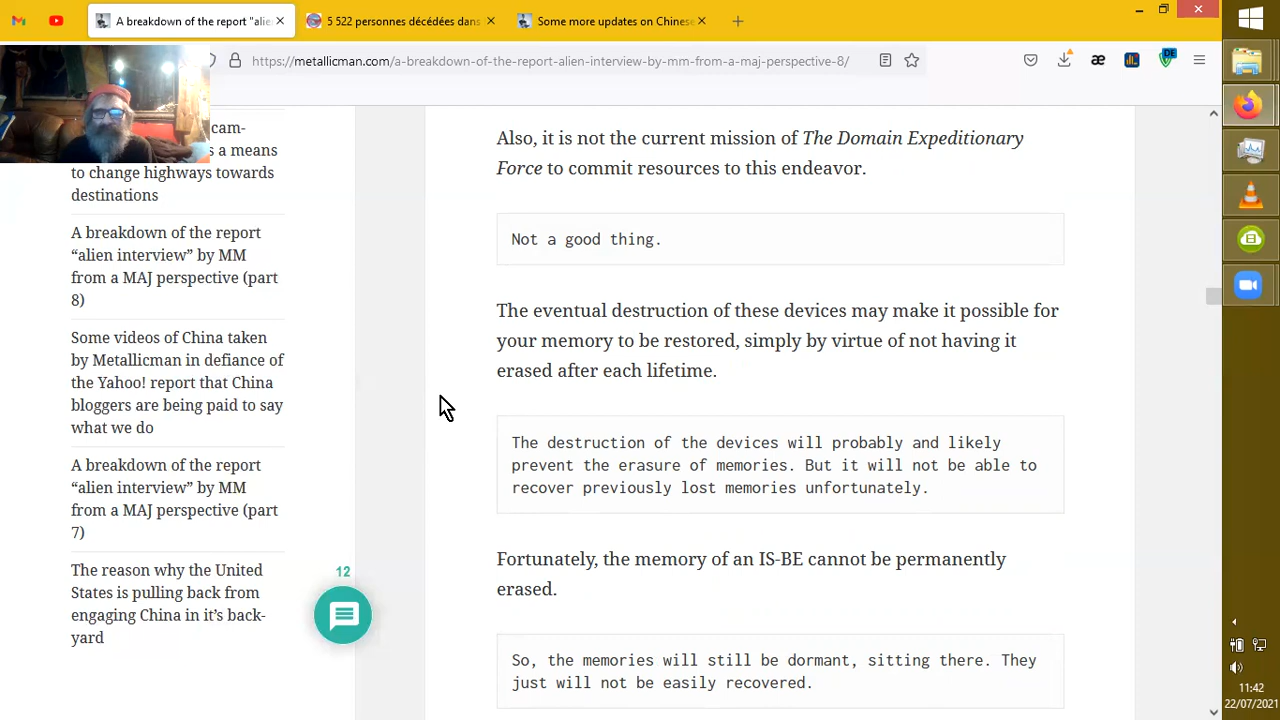 A breakdown of the report "alie
5 522 personnes décédées dans
Some more updates on Chinese
https://metallicman.com/a-breakdown-of-the-r
alien-interview-by-mm-from-a-maj-perspective-8/
DE
cam-
s a means
to change highways towards
destinations
A breakdown of the report
“alien interview” by MM
from a MAJ perspective (part
8)
Some videos of China taken
by Metallicman in defiance of
the Yahoo! report that China
bloggers are being paid to say
what we do
A breakdown of the report
“alien interview” by MM
from a MAJ perspective (part
7)
The reason why the United
States is pulling back from
engaging China in it’s back-
yard
12
Also, it is not the current mission of The Domain Expeditionary
Force to commit resources to this endeavor.
Not a good thing.
The eventual destruction of these devices may make it possible for
your memory to be restored, simply by virtue of not having it
erased after each lifetime.
The destruction of the devices will probably and likely
prevent the erasure of memories. But it will not be able to
recover previously lost memories unfortunately.
Fortunately, the memory of an IS-BE cannot be permanently
erased.
So, the memories will still be dormant, sitting there. They
just will not be easily recovered.
11:42
22/07/2021